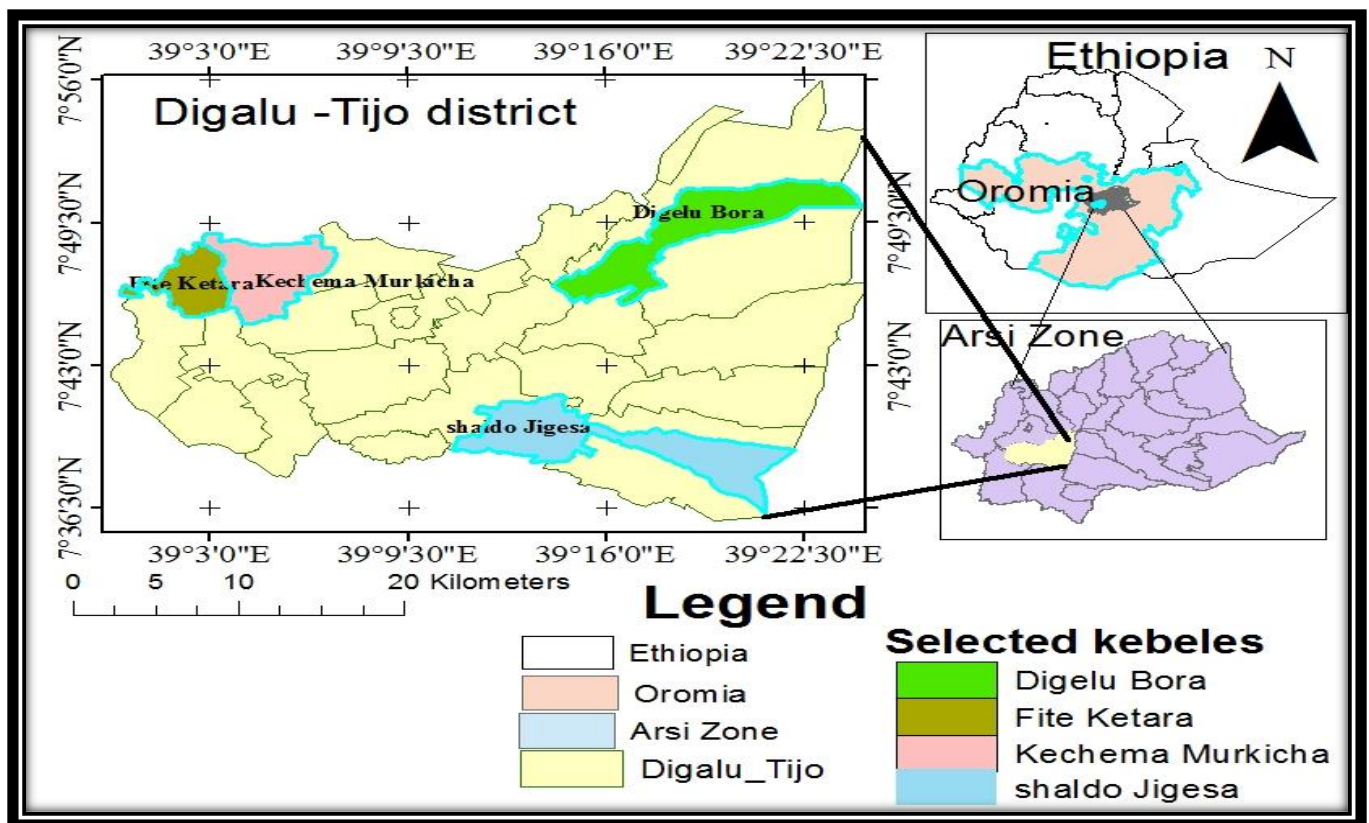 39°3'0"E 39°9'30"E 39°16'0"E 39°22'30"E
7°56'0"N
7°49'30"N
7°43'0"N
7°36'30"N
Digalu -Tijo district
Digelu Bora
Fite Ketara
Kechema Murkicha
shaldo Jigesa
7°49'30"N
7°43'0"N
39°3'0"E 39°9'30"E 39°16'0"E 39°22'30"E
0 5 10 20 Kilometers
Ethiopia
N
Oromia
Arsi Zone
Legend
Ethiopia
Oromia
Arsi Zone
Digalu_Tijo
Selected kebeles
Digelu Bora
Fite Ketara
Kechema Murkicha
shaldo Jigesa